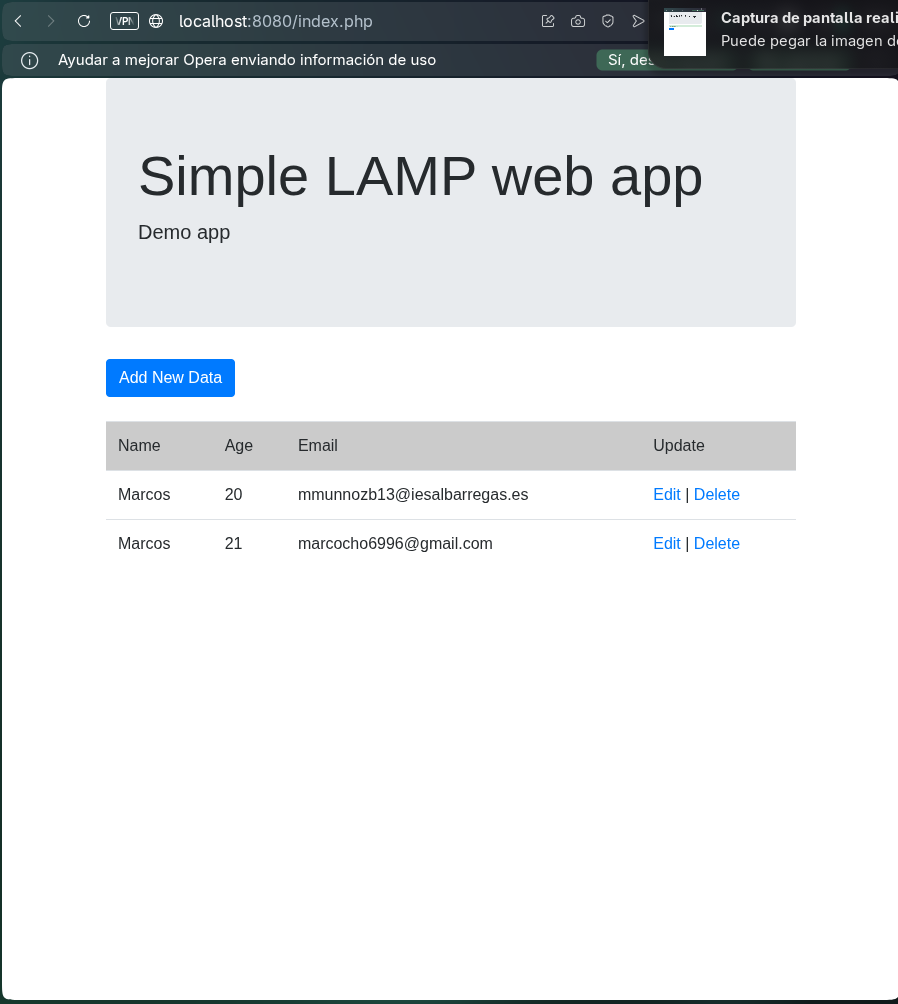 VPN
localhost:8080/index.php
Captura de pantalla reali
Puede pegar la imagen d
Ayudar a mejorar Opera enviando información de uso
Sí, des
Simple LAMP web app
Demo app
Add New Data
Name Age Email Update
Marcos 20 mmunnozb13@iesalbarregas.es Edit | Delete
Marcos 21 marcocho6996@gmail.com Edit | Delete